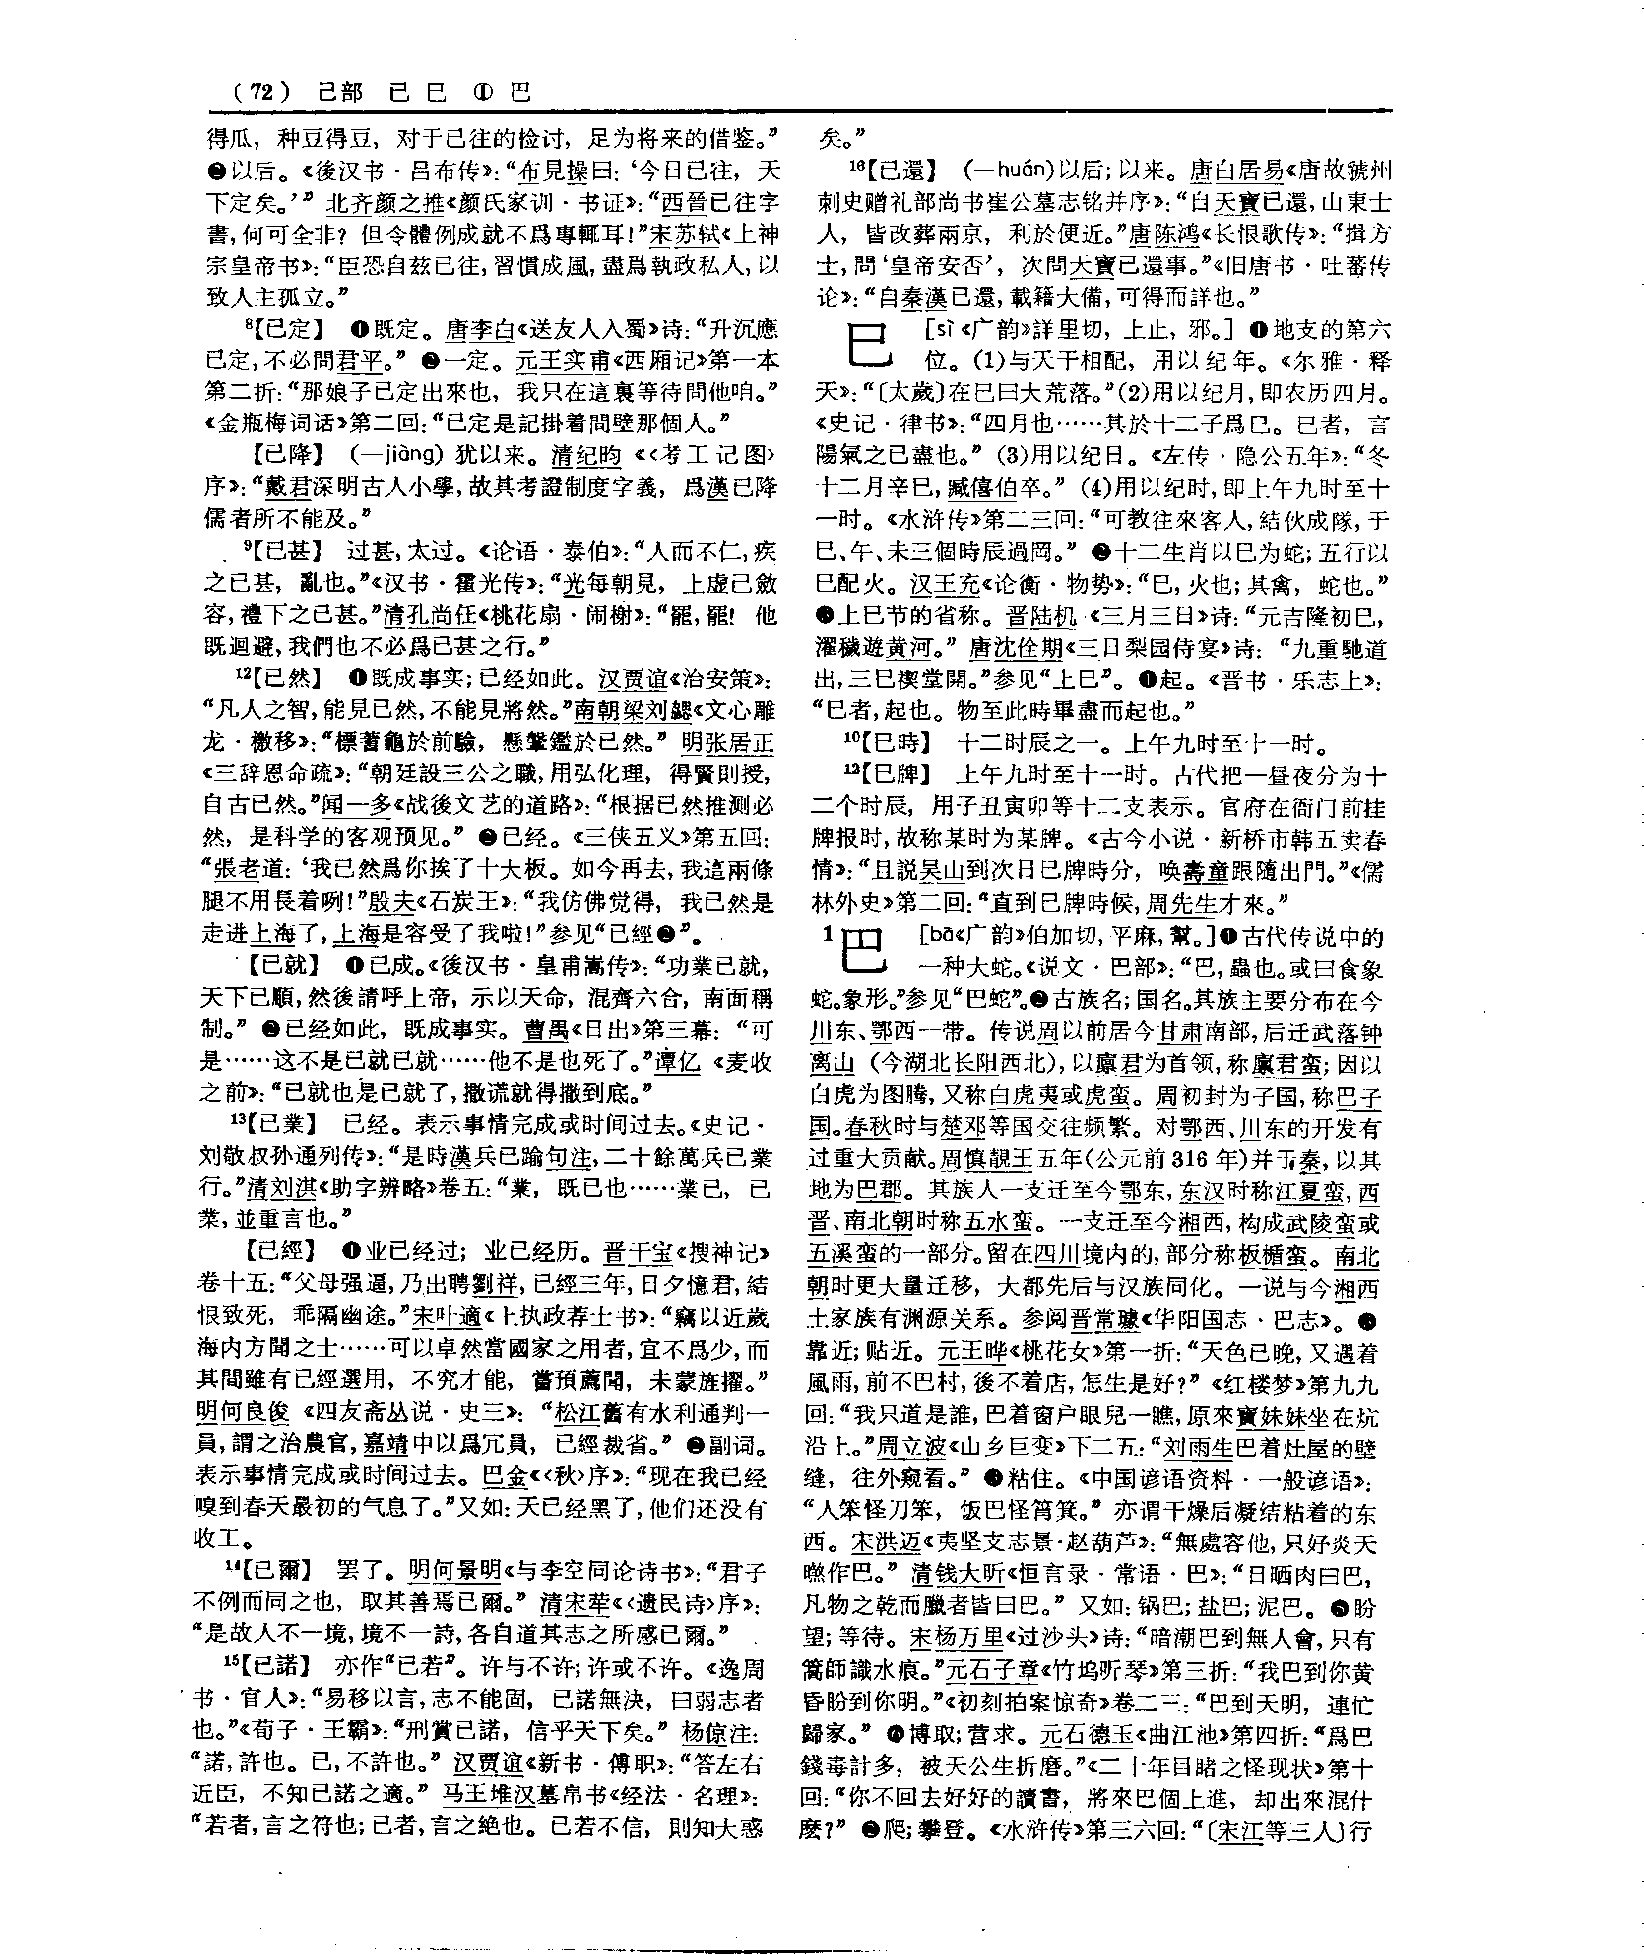 (72) 己部 已 巳 ① 巴
得瓜，种豆得豆，对于已往的检讨，足为将来的借鉴。”
❷以后。《後汉书·吕布传》：“布見操曰：‘今日已往，天
下定矣。’” 北齐颜之推《颜氏家训·书证》：“西晉已往字
書，何可全非？但令體例成就不爲專輒耳！”宋苏轼《上神
宗皇帝书》：“臣恐自兹已往，習慣成風，盡爲執政私人，以
致人主孤立。”
⁸【已定】 ❶既定。唐李白《送友人入蜀》诗：“升沉應
已定，不必問君平。” ❷一定。元王实甫《西厢记》第一本
第二折：“那娘子已定出來也，我只在這裏等待問他咱。”
《金瓶梅词话》第二回：“已定是記掛着間壁那個人。”
【已降】 (—jiàng) 犹以来。清纪昀《〈考工记图〉
序》：“戴君深明古人小學，故其考證制度字義，爲漢已降
儒者所不能及。”
⁹【已甚】 过甚，太过。《论语·泰伯》：“人而不仁，疾
之已甚，亂也。”《汉书·霍光传》：“光每朝見，上虚已斂
容，禮下之已甚。”清孔尚任《桃花扇·闹榭》：“罷，罷！他
既迴避，我們也不必爲已甚之行。”
¹²【已然】 ❶既成事实；已经如此。汉贾谊《治安策》：
“凡人之智，能見已然，不能見將然。”南朝梁刘勰《文心雕
龙·檄移》：“標蓍龜於前驗，懸鞶鑑於已然。” 明张居正
《三辞恩命疏》：“朝廷設三公之職，用弘化理，得賢則授，
自古已然。”闻一多《战後文艺的道路》：“根据已然推测必
然，是科学的客观预见。” ❷已经。《三侠五义》第五回：
“張老道：‘我已然爲你挨了十大板。如今再去，我這兩條
腿不用長着咧！”殷夫《石炭王》：“我仿佛觉得，我已然是
走进上海了，上海是容受了我啦！”参见“已經❷”。
【已就】 ❶已成。《後汉书·皇甫嵩传》：“功業已就，
天下已順，然後請呼上帝，示以天命，混齊六合，南面稱
制。” ❷已经如此，既成事实。曹禺《日出》第三幕：“可
是……这不是已就已就……他不是也死了。”谭亿《麦收
之前》：“已就也是已就了，撒谎就得撒到底。”
¹³【已業】 已经。表示事情完成或时间过去。《史记·
刘敬叔孙通列传》：“是時漢兵已踰句注，二十餘萬兵已業
行。”清刘淇《助字辨略》卷五：“業，既已也……業已，已
業，並重言也。”
【已經】 ❶业已经过；业已经历。晋干宝《搜神记》
卷十五：“父母强逼，乃出聘劉祥，已經三年，日夕憶君，結
恨致死，乖隔幽途。”宋叶適《上执政荐士书》：“竊以近歲
海内方聞之士……可以卓然當國家之用者，宜不爲少，而
其間雖有已經選用，不究才能，嘗預薦聞，未蒙旌擢。”
明何良俊《四友斋丛说·史三》：“松江舊有水利通判一
員，謂之治農官，嘉靖中以爲冗員，已經裁省。” ❷副词。
表示事情完成或时间过去。巴金《〈秋〉序》：“现在我已经
嗅到春天最初的气息了。”又如：天已经黑了，他们还没有
收工。
¹⁴【已爾】 罢了。明何景明《与李空同论诗书》：“君子
不例而同之也，取其善焉已爾。” 清宋荦《〈遗民诗〉序》：
“是故人不一境，境不一詩，各自道其志之所感已爾。”
¹⁵【已諾】 亦作“已若”。许与不许；许或不许。《逸周
书·官人》：“易移以言，志不能固，已諾無決，曰弱志者
也。”《荀子·王霸》：“刑賞已諾，信乎天下矣。” 杨倞注：
“諾，許也。已，不許也。” 汉贾谊《新书·傅职》：“答左右
近臣，不知已諾之適。” 马王堆汉墓帛书《经法·名理》：
“若者，言之符也；已者，言之絶也。已若不信，則知大惑
矣。”
¹⁶【已還】 (—huán)以后；以来。唐白居易《唐故虢州
刺史赠礼部尚书崔公墓志铭并序》：“自天寶已還，山東士
人，皆改葬兩京，利於便近。”唐陈鸿《长恨歌传》：“揖方
士，問‘皇帝安否’，次問天寶已還事。”《旧唐书·吐蕃传
论》：“自秦漢已還，載籍大備，可得而詳也。”
巳 [sì《广韵》詳里切，上止，邪。] ❶地支的第六
位。(1)与天干相配，用以纪年。《尔雅·释
天》：“〔太歲〕在巳曰大荒落。”(2)用以纪月，即农历四月。
《史记·律书》：“四月也……其於十二子爲巳。巳者，言
陽氣之已盡也。” (3)用以纪日。《左传·隐公五年》：“冬
十二月辛巳，臧僖伯卒。” (4)用以纪时，即上午九时至十
一时。《水浒传》第二三回：“可教往來客人，結伙成隊，于
巳、午、未三個時辰過岡。” ❷十二生肖以巳为蛇；五行以
巳配火。汉王充《论衡·物势》：“巳，火也；其禽，蛇也。”
❸上巳节的省称。晋陆机《三月三日》诗：“元吉隆初巳，
濯穢遊黄河。” 唐沈佺期《三日梨园侍宴》诗：“九重馳道
出，三巳禊堂開。”参见“上巳”。❹起。《晋书·乐志上》：
“巳者，起也。物至此時畢盡而起也。”
¹⁰【巳時】 十二时辰之一。上午九时至十一时。
¹²【巳牌】 上午九时至十一时。古代把一昼夜分为十
二个时辰，用子丑寅卯等十二支表示。官府在衙门前挂
牌报时，故称某时为某牌。《古今小说·新桥市韩五卖春
情》：“且説吴山到次日巳牌時分，唤壽童跟隨出門。”《儒
林外史》第二回：“直到巳牌時候，周先生才來。”
1 巴 [bā《广韵》伯加切，平麻，幫。]❶古代传说中的
一种大蛇。《说文·巴部》：“巴，蟲也。或曰食象
蛇。象形。”参见“巴蛇”。❷古族名；国名。其族主要分布在今
川东、鄂西一带。传说周以前居今甘肃南部，后迁武落钟
离山（今湖北长阳西北），以廪君为首领，称廪君蛮；因以
白虎为图腾，又称白虎夷或虎蛮。周初封为子国，称巴子
国。春秋时与楚邓等国交往频繁。对鄂西、川东的开发有
过重大贡献。周慎靚王五年(公元前316年)并于秦，以其
地为巴郡。其族人一支迁至今鄂东，东汉时称江夏蛮，西
晋、南北朝时称五水蛮。一支迁至今湘西，构成武陵蛮或
五溪蛮的一部分。留在四川境内的，部分称板楯蛮。南北
朝时更大量迁移，大都先后与汉族同化。一说与今湘西
土家族有渊源关系。参阅晋常璩《华阳国志·巴志》。❸
靠近；贴近。元王晔《桃花女》第一折：“天色已晚，又遇着
風雨，前不巴村，後不着店，怎生是好？”《红楼梦》第九九
回：“我只道是誰，巴着窗户眼兒一瞧，原來寶妹妹坐在炕
沿上。”周立波《山乡巨变》下二五：“刘雨生巴着灶屋的壁
缝，往外窥看。” ❹粘住。《中国谚语资料·一般谚语》：
“人笨怪刀笨，饭巴怪筲箕。” 亦谓干燥后凝结粘着的东
西。宋洪迈《夷坚支志景·赵葫芦》：“無處容他，只好炎天
㬠作巴。” 清钱大昕《恒言录·常语·巴》：“日晒肉曰巴，
凡物之乾而臘者皆曰巴。” 又如：锅巴；盐巴；泥巴。❺盼
望；等待。宋杨万里《过沙头》诗：“暗潮巴到無人會，只有
篙師識水痕。”元石子章《竹坞听琴》第三折：“我巴到你黄
昏盼到你明。”《初刻拍案惊奇》卷二三：“巴到天明，連忙
歸家。” ❻博取；营求。元石德玉《曲江池》第四折：“爲巴
錢毒計多，被天公生折磨。”《二十年目睹之怪现状》第十
回：“你不回去好好的讀書，將來巴個上進，却出來混什
麽？” ❼爬；攀登。《水浒传》第三六回：“〔宋江等三人〕行